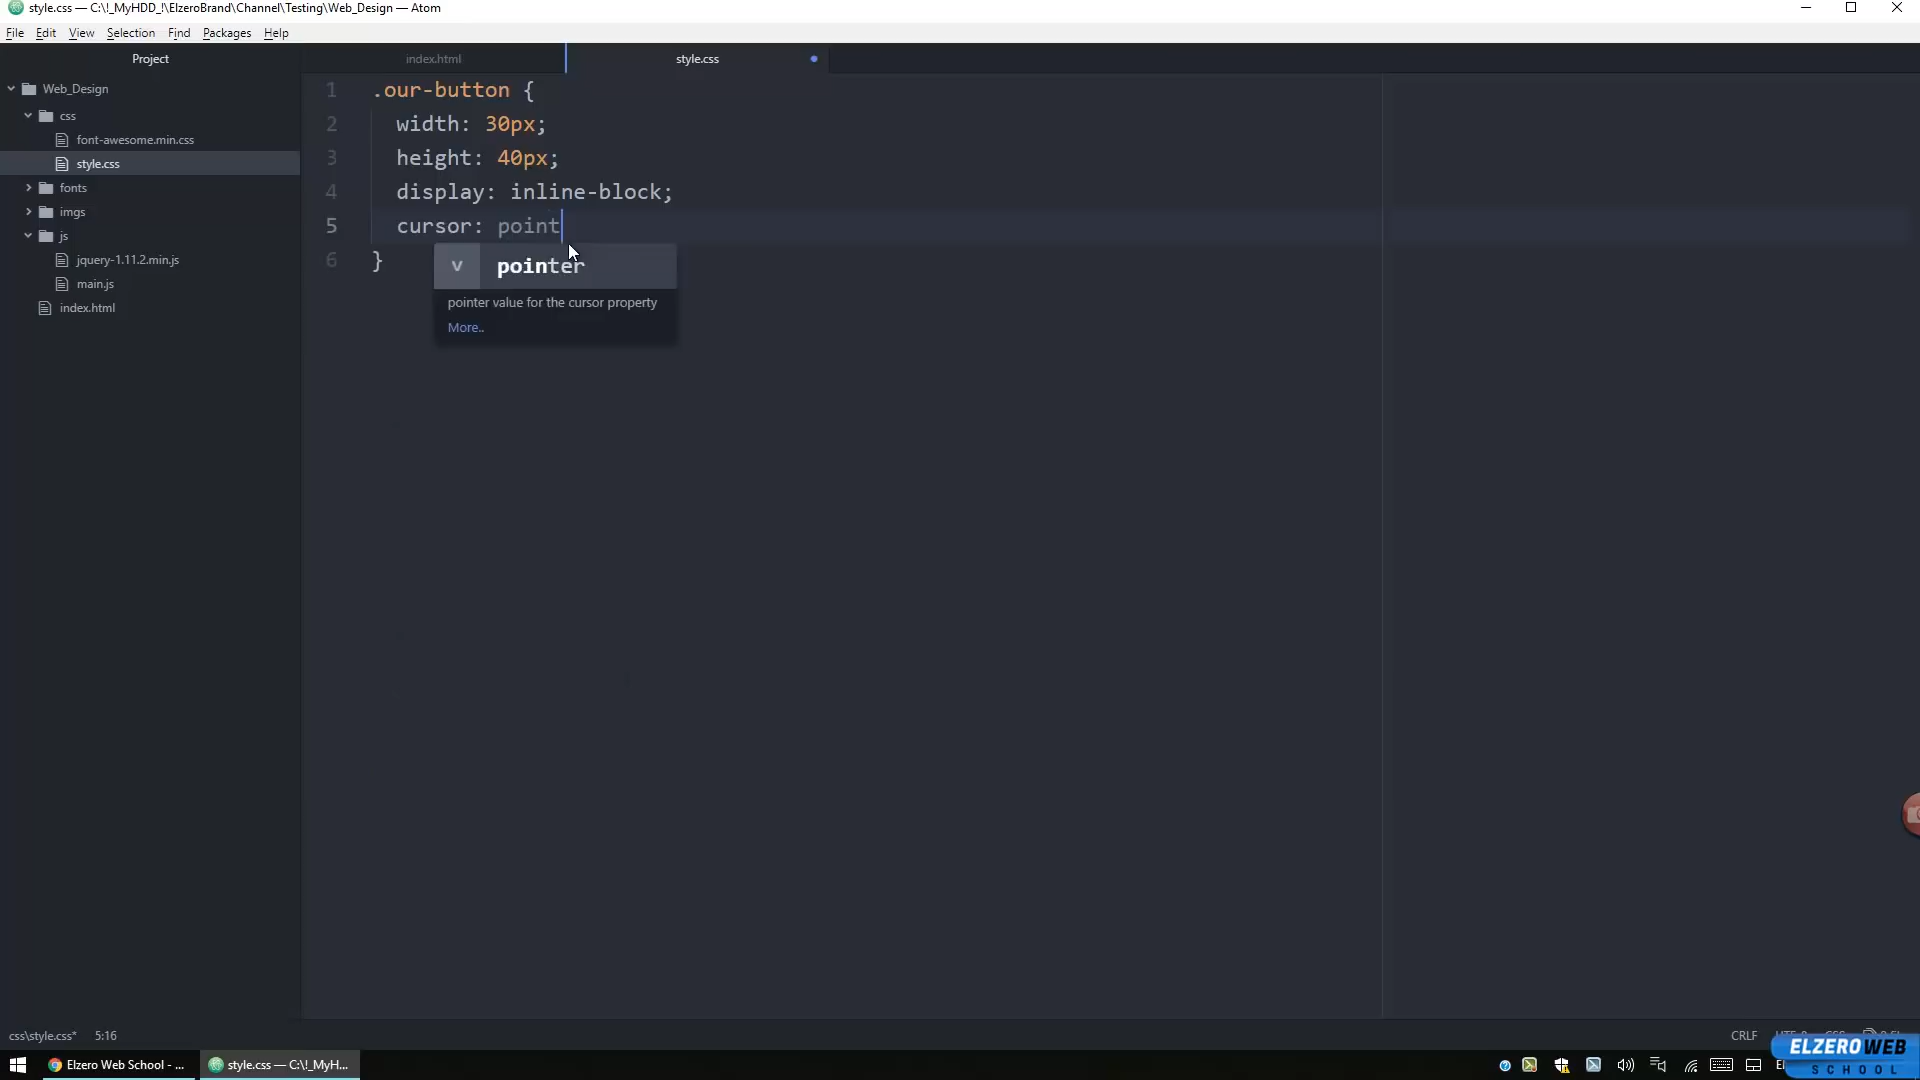 style.css — C:\!_MyHDD_!\ElzeroBrand\Channel\Testing\Web_Design — Atom
File Edit View Selection Find Packages Help
Project
index.html
style.css
Web_Design
css
font-awesome.min.css
style.css
fonts
imgs
js
jquery-1.11.2.min.js
main.js
index.html
1 .our-button {
2 width: 30px;
3 height: 40px;
4 display: inline-block;
5 cursor: point
6 }
v pointer
pointer value for the cursor property
More..
css\style.css* 5:16
CRLF
ELZEROWEB
SCHOOL
Elzero Web School - ...
style.css — C:\!_MyH...